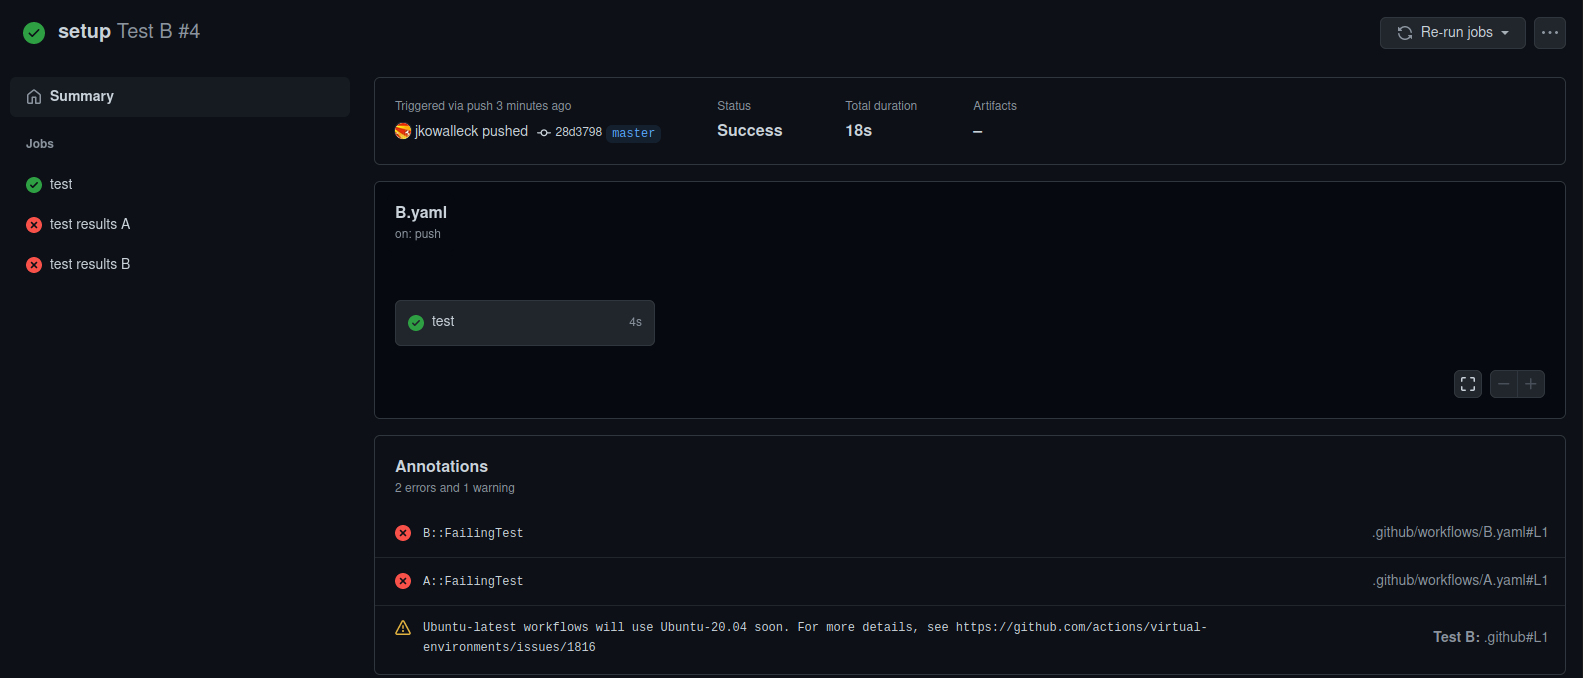 setup Test B #4
Re-run jobs
Summary
Jobs
test
test results A
test results B
Triggered via push 3 minutes ago
jkowalleck pushed 28d3798 master
Status
Success
Total duration
18s
Artifacts
–
B.yaml
on: push
test 4s
Annotations
2 errors and 1 warning
B::FailingTest .github/workflows/B.yaml#L1
A::FailingTest .github/workflows/A.yaml#L1
Ubuntu-latest workflows will use Ubuntu-20.04 soon. For more details, see https://github.com/actions/virtual-
environments/issues/1816
Test B: .github#L1